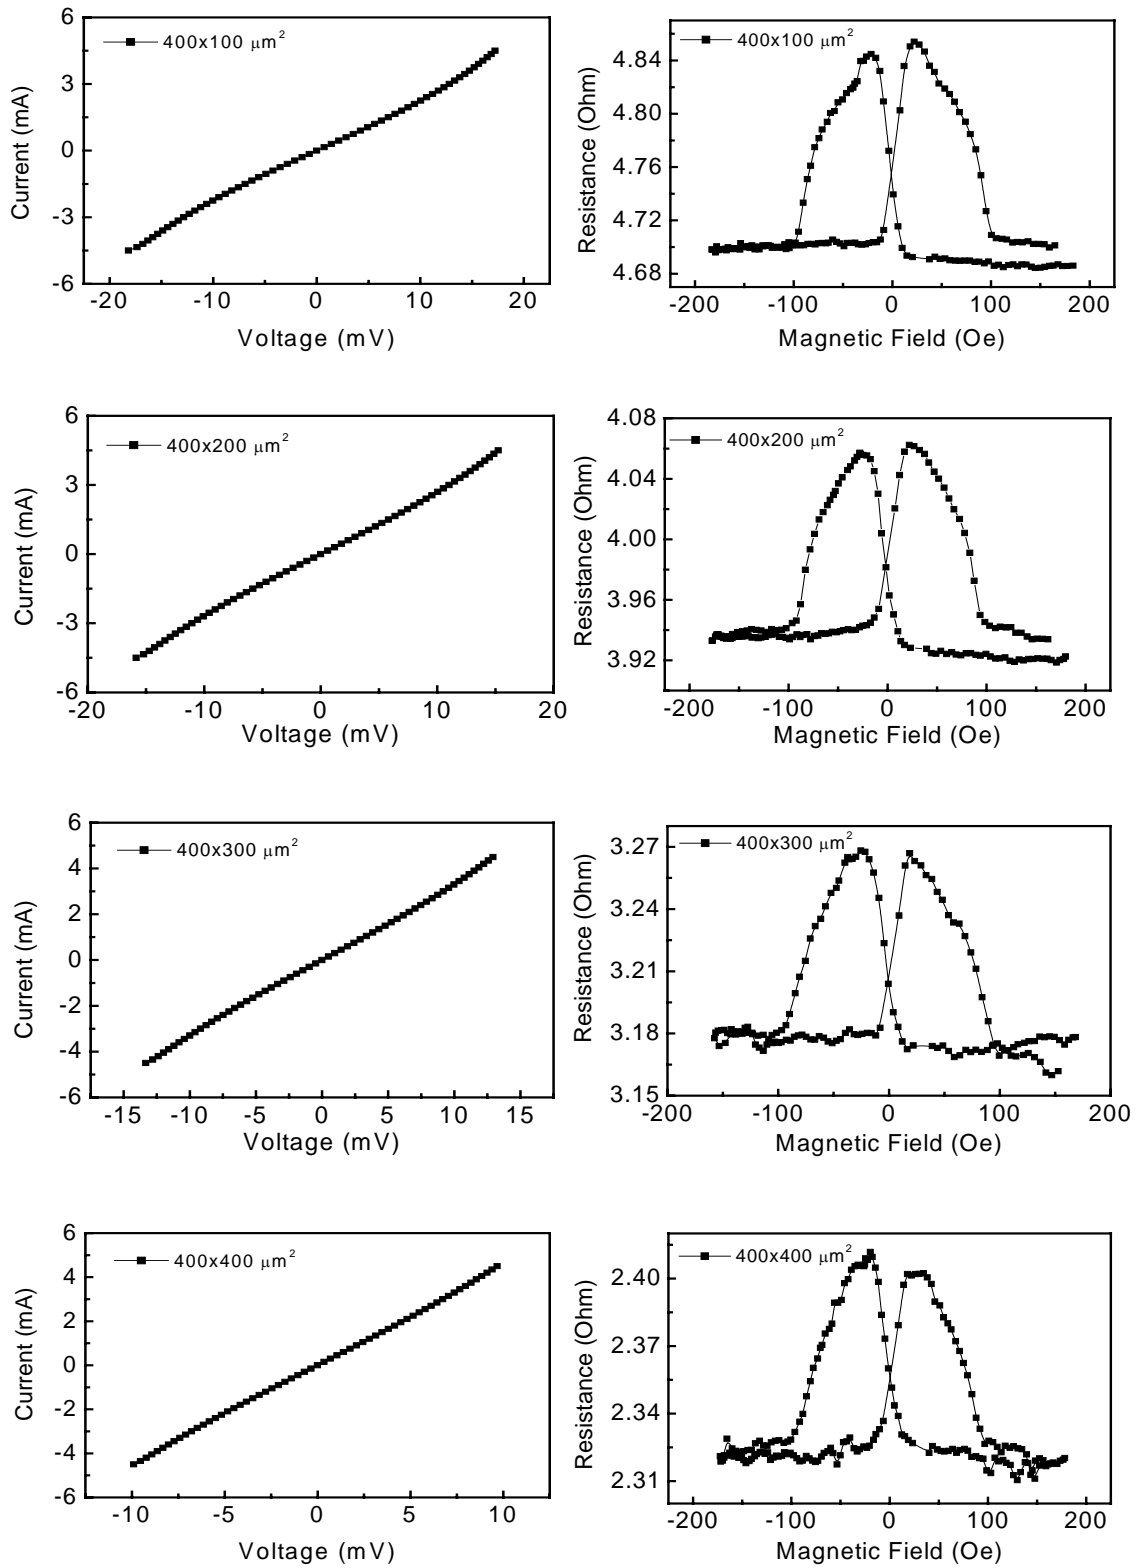 400x100 μm²
6
3
0
-3
-6
Current (mA)
-20 -10 0 10 20
Voltage (mV)
400x100 μm²
4.84
4.80
4.76
4.72
4.68
Resistance (Ohm)
-200 -100 0 100 200
Magnetic Field (Oe)
400x200 μm²
6
3
0
-3
-6
Current (mA)
-20 -10 0 10 20
Voltage (mV)
400x200 μm²
4.08
4.04
4.00
3.96
3.92
Resistance (Ohm)
-200 -100 0 100 200
Magnetic Field (Oe)
400x300 μm²
6
4
2
0
-2
-4
-6
Current (mA)
-15 -10 -5 0 5 10 15
Voltage (mV)
400x300 μm²
3.27
3.24
3.21
3.18
3.15
Resistance (Ohm)
-200 -100 0 100 200
Magnetic Field (Oe)
400x400 μm²
6
4
2
0
-2
-4
-6
Current (mA)
-10 -5 0 5 10
Voltage (mV)
400x400 μm²
2.40
2.37
2.34
2.31
Resistance (Ohm)
-200 -100 0 100 200
Magnetic Field (Oe)